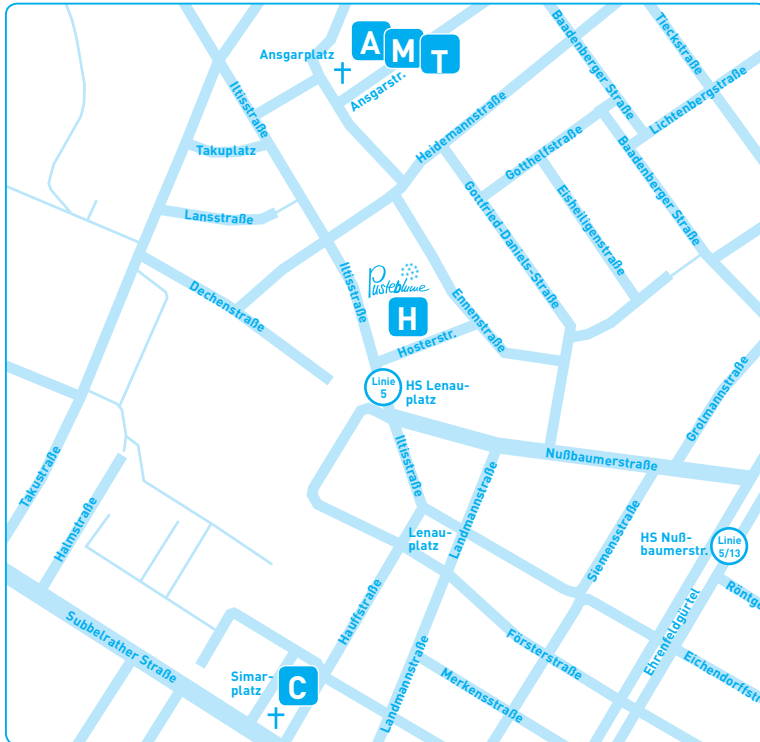 Ansgarplatz
A
M
T
Ansgarstr.
Iltisstraße
Baadenberger Straße
Tieckstraße
Lichtenbergstraße
Heidemannstraße
Gotthelfstraße
Baadenberger Straße
Takuplatz
Eisheiligenstraße
Gottfried-Daniels-Straße
Lansstraße
Iltisstraße
Pusteblume
H
Ennenstraße
Dechenstraße
Hosterstr.
Linie
5
HS Lenau-
platz
Grolmannstraße
Iltisstraße
Nußbaumerstraße
Takustraße
Landmannstraße
Halmstraße
Siemensstraße
Lenau-
platz
HS Nuß-
baumerstr.
Linie
5/13
Röntge
Subbelrather Straße
Hauffstraße
Försterstraße
Ehrenfeldgürtel
Eichendorffstr
Simar-
platz
C
Landmannstraße
Merkensstraße